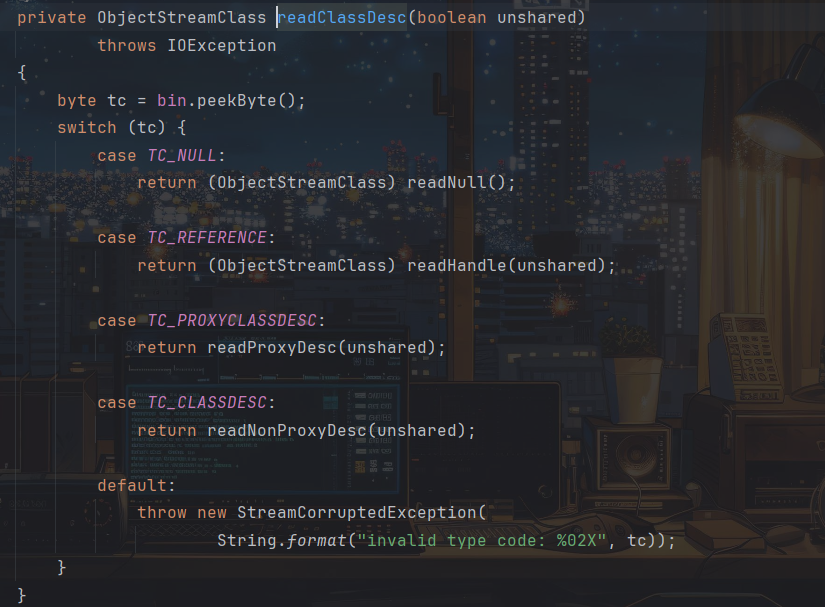 private ObjectStreamClass readClassDesc(boolean unshared)
        throws IOException
{
    byte tc = bin.peekByte();
    switch (tc) {
        case TC_NULL:
            return (ObjectStreamClass) readNull();

        case TC_REFERENCE:
            return (ObjectStreamClass) readHandle(unshared);

        case TC_PROXYCLASSDESC:
            return readProxyDesc(unshared);

        case TC_CLASSDESC:
            return readNonProxyDesc(unshared);

        default:
            throw new StreamCorruptedException(
                    String.format("invalid type code: %02X", tc));
    }
}